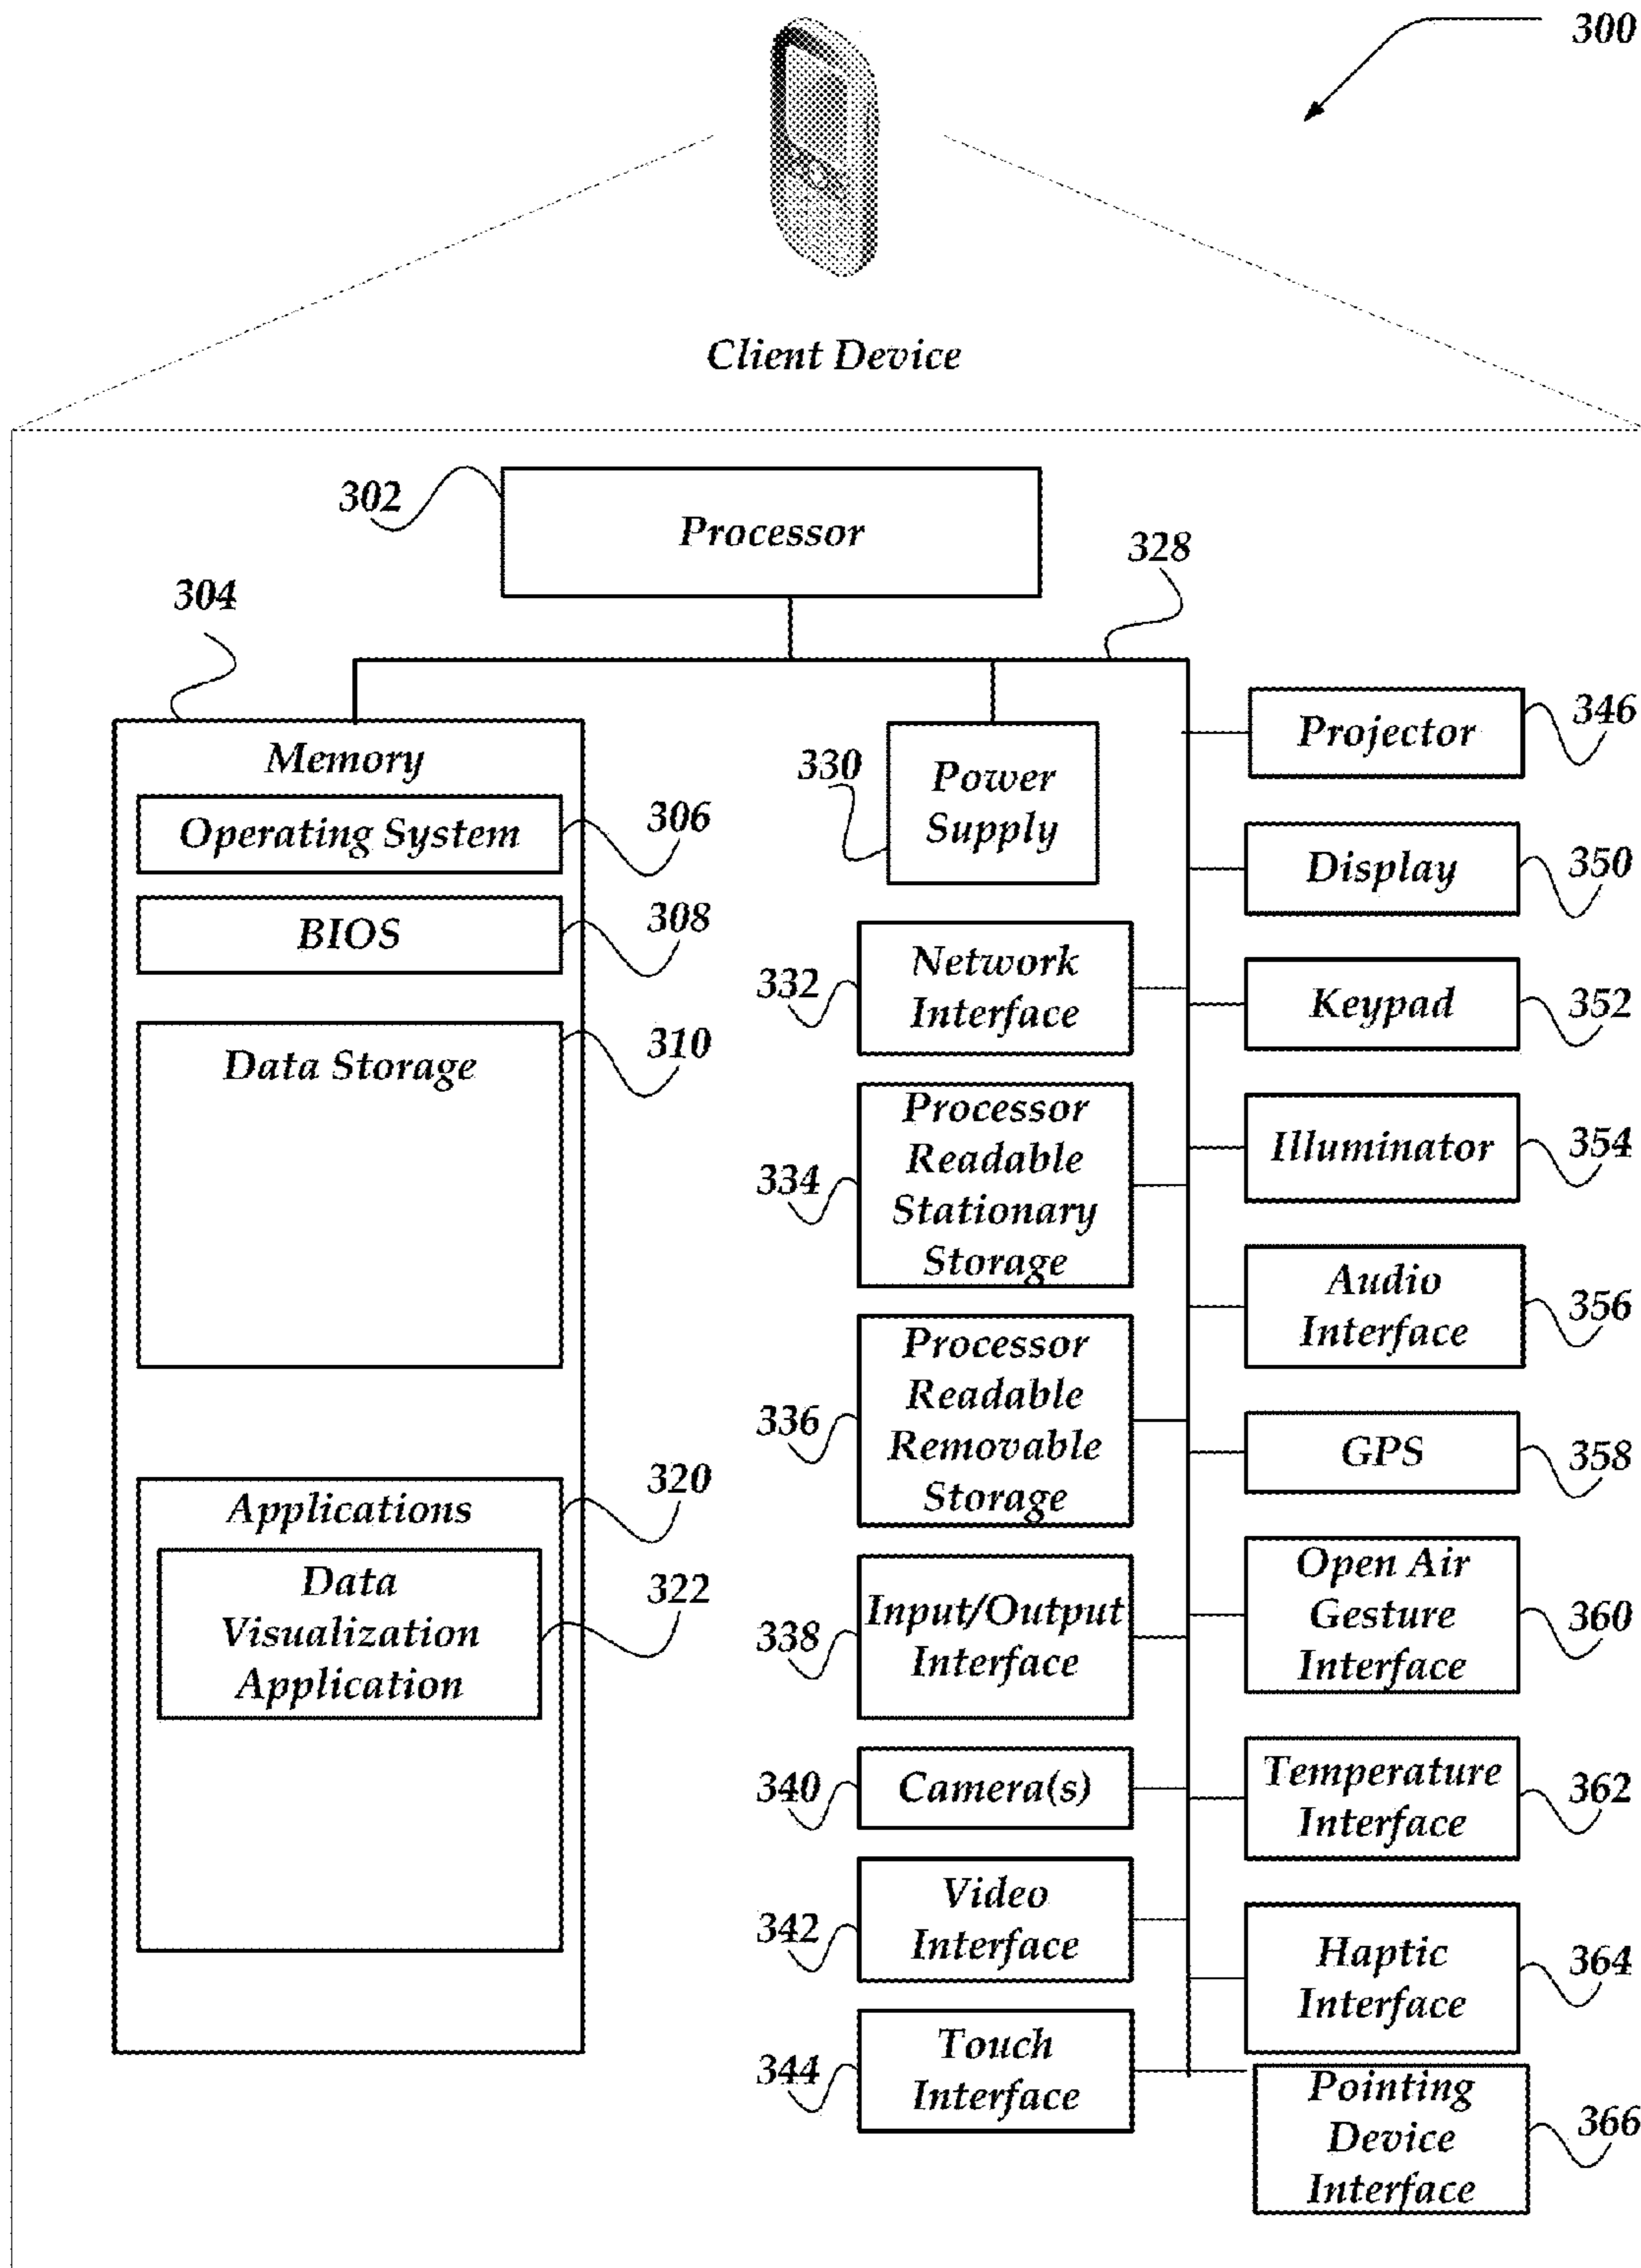 300
Client Device
302
Processor
328
304
Memory
Operating System
306
BIOS
308
Data Storage
310
Applications
320
Data
Visualization
Application
322
330
Power
Supply
332
Network
Interface
334
Processor
Readable
Stationary
Storage
336
Processor
Readable
Removable
Storage
338
Input/Output
Interface
340
Camera(s)
342
Video
Interface
344
Touch
Interface
Projector
346
Display
350
Keypad
352
Illuminator
354
Audio
Interface
356
GPS
358
Open Air
Gesture
Interface
360
Temperature
Interface
362
Haptic
Interface
364
Pointing
Device
Interface
366